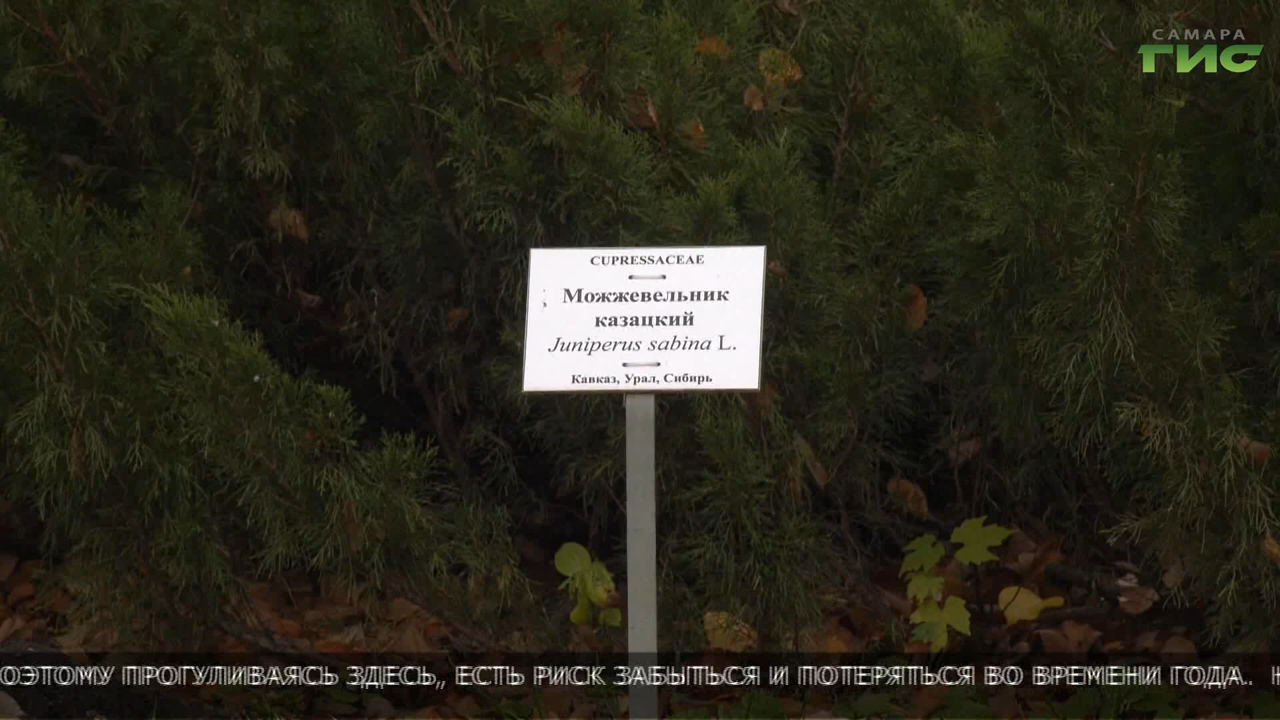 САМАРА
ГИС
CUPRESSACEAE
Можжевельник
казацкий
Juniperus sabina L.
Кавказ, Урал, Сибирь
ОЭТОМУ ПРОГУЛИВАЯСЬ ЗДЕСЬ,, ЕСТЬ РИСК ЗАБЫТЬСЯ И ПОТЕРЯТЬСЯ ВО ВРЕМЕНИ ГОДА..